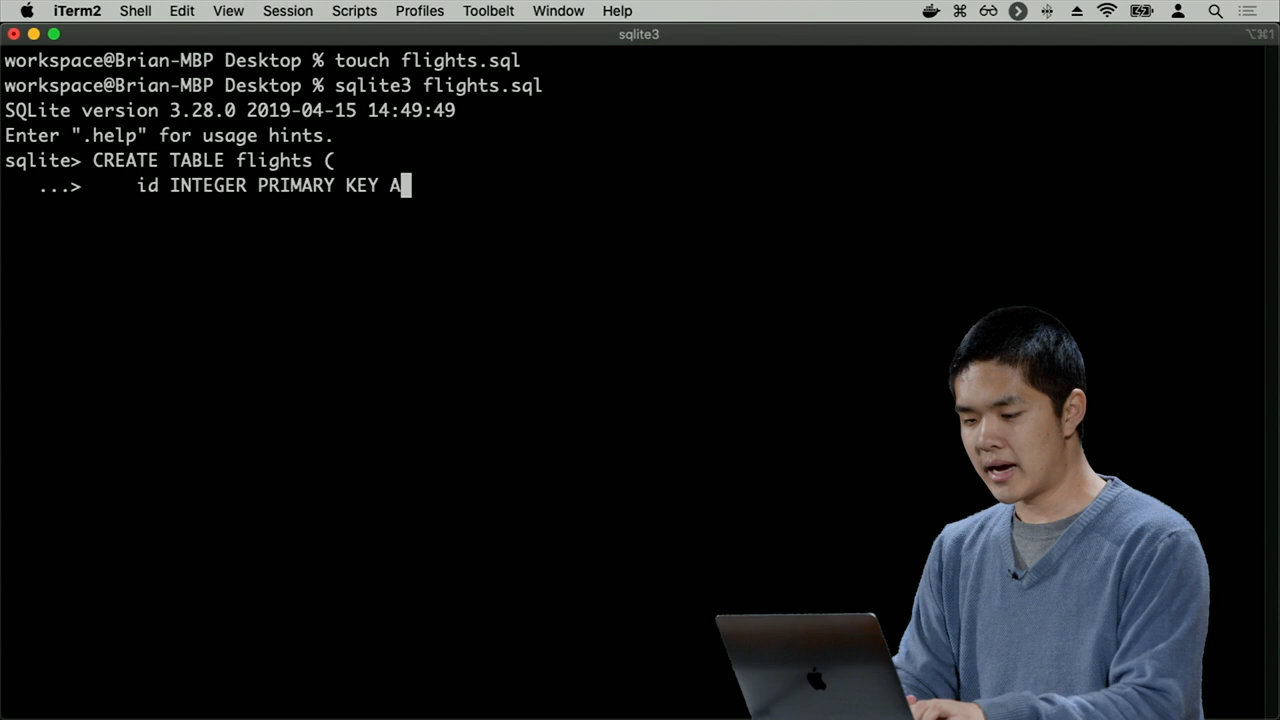 iTerm2 Shell Edit View Session Scripts Profiles Toolbelt Window Help
sqlite3
⌥⌘1
workspace@Brian-MBP Desktop % touch flights.sql
workspace@Brian-MBP Desktop % sqlite3 flights.sql
SQLite version 3.28.0 2019-04-15 14:49:49
Enter ".help" for usage hints.
sqlite> CREATE TABLE flights (
   ...>     id INTEGER PRIMARY KEY A